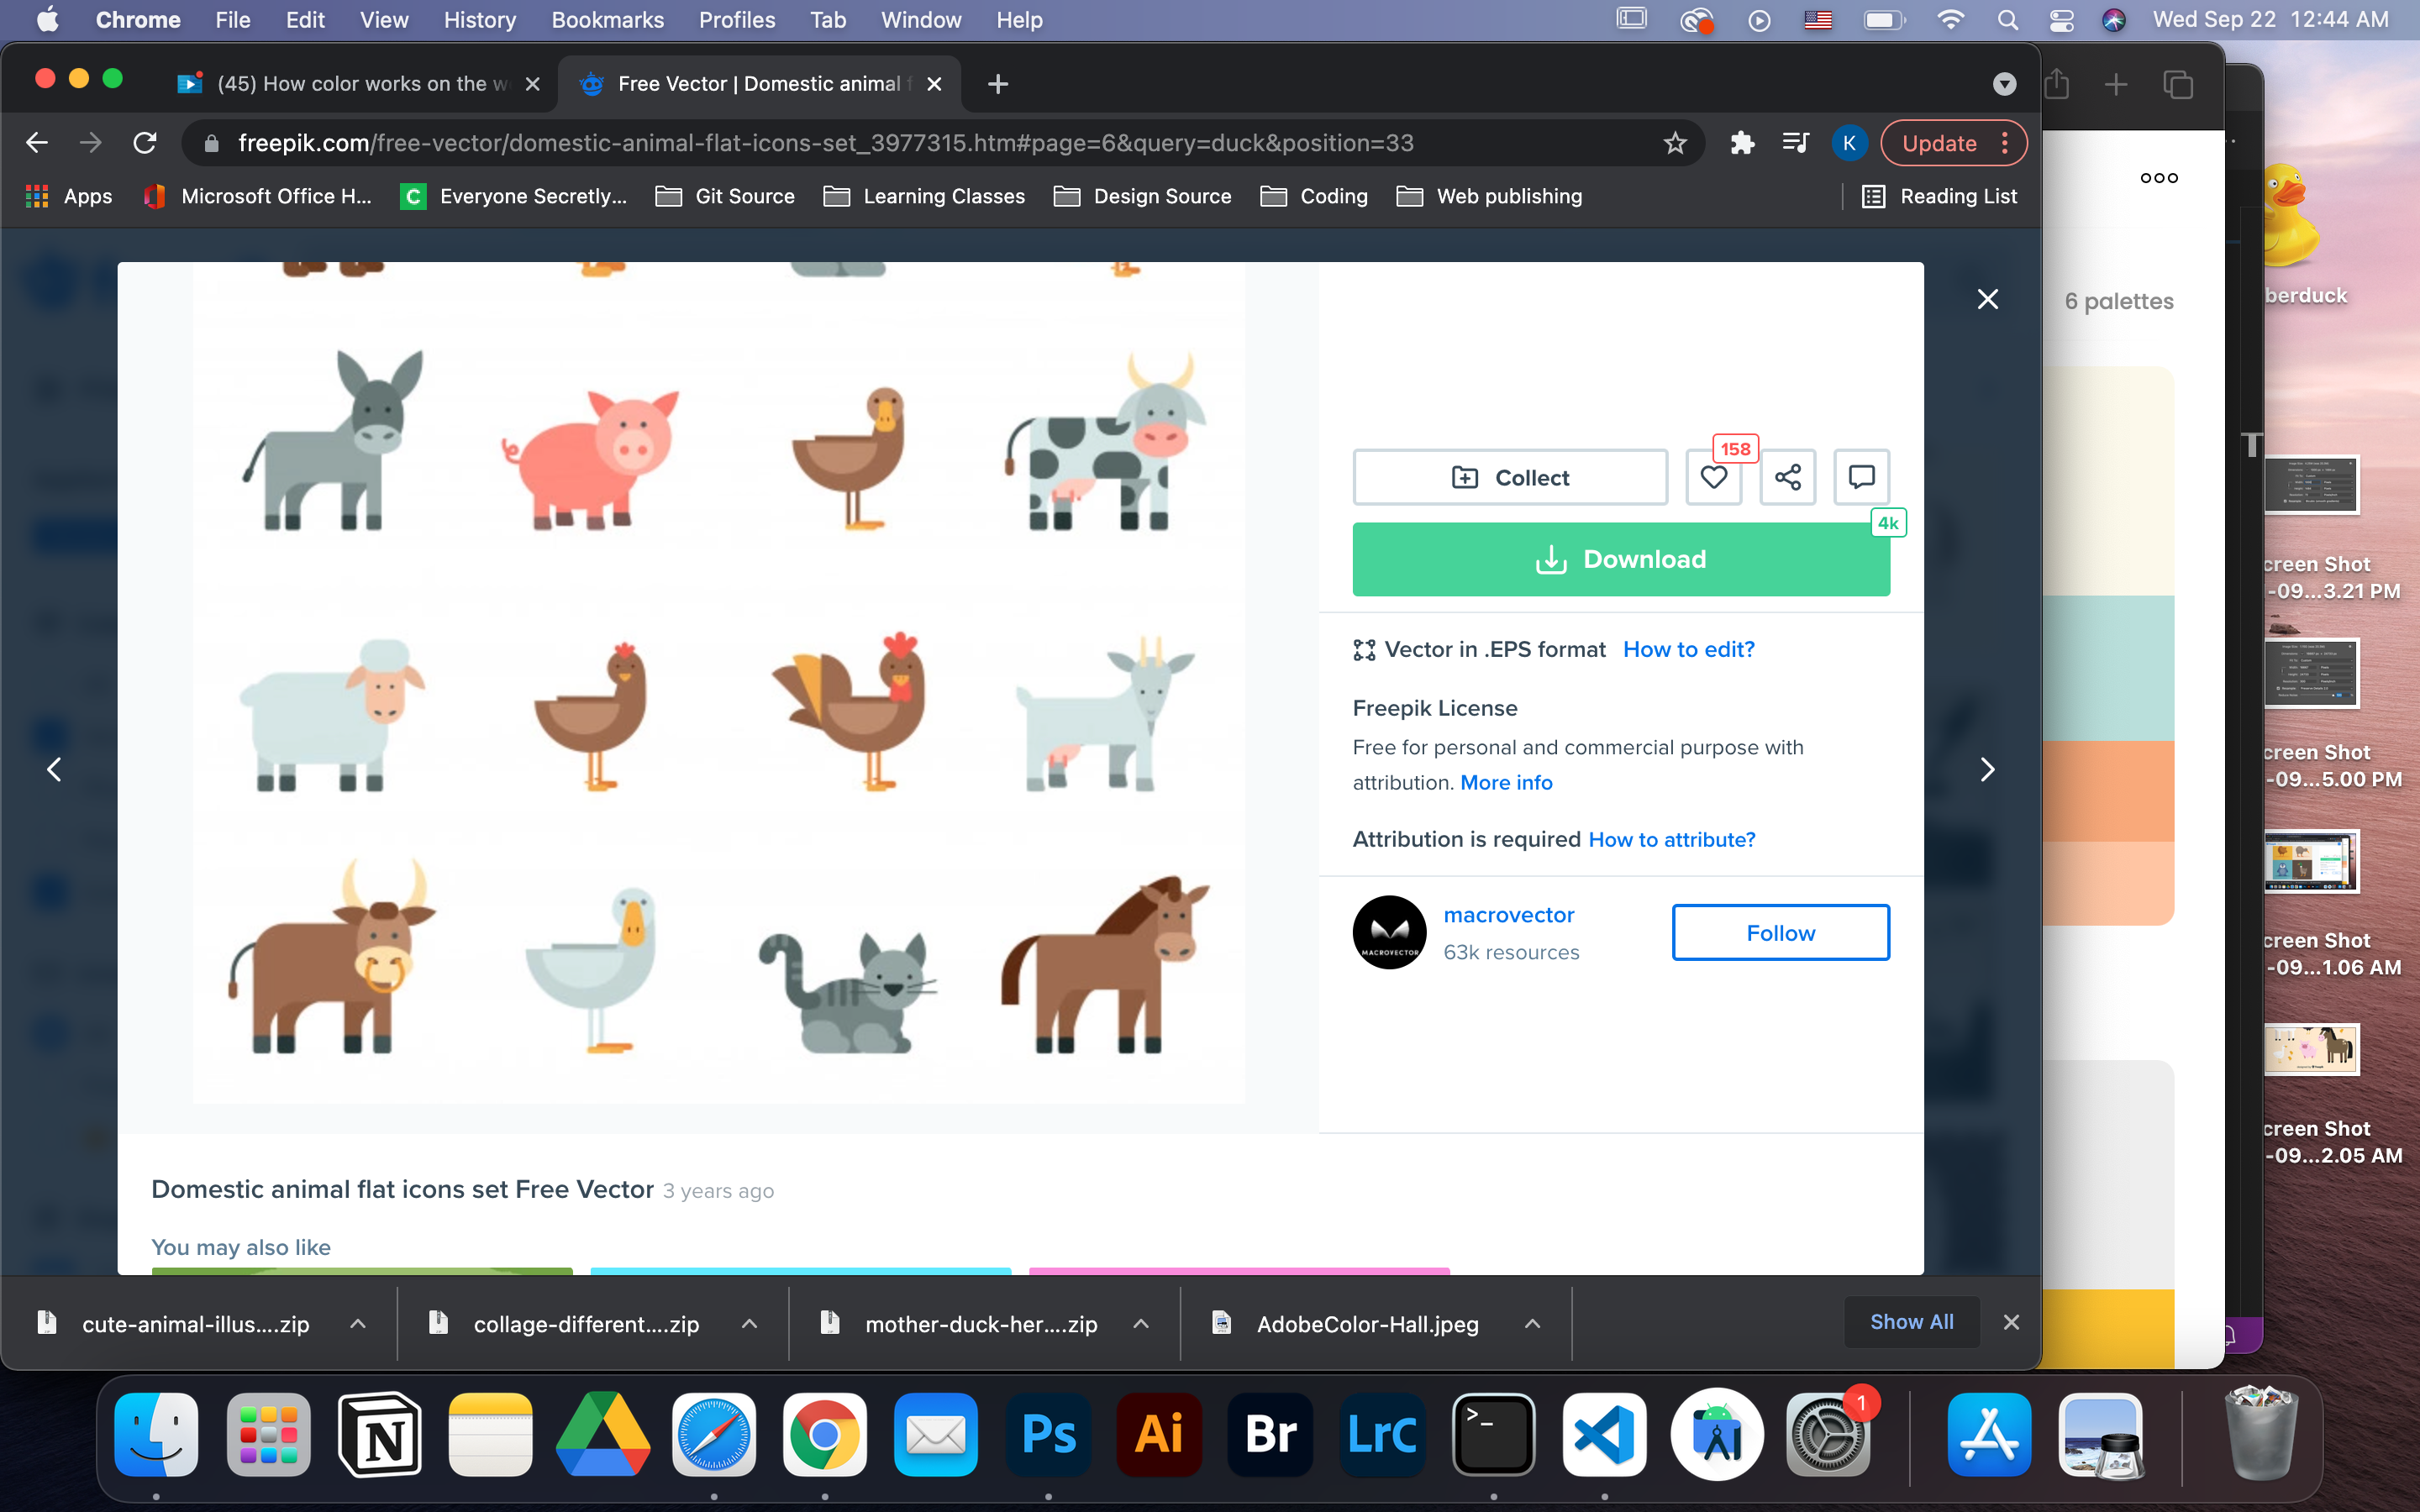 Chrome File Edit View History Bookmarks Profiles Tab Window Help Wed Sep 22 12:44 AM
(45) How color works on the w
Free Vector | Domestic animal f
freepik.com/free-vector/domestic-animal-flat-icons-set_3977315.htm#page=6&query=duck&position=33
K
Update
Apps Microsoft Office H... C Everyone Secretly... Git Source Learning Classes Design Source Coding Web publishing Reading List
6 palettes
berduck
Collect
158
4k
Download
Vector in .EPS format How to edit?
Freepik License
Free for personal and commercial purpose with
attribution. More info
Attribution is required How to attribute?
MACROVECTOR
macrovector
63k resources
Follow
T
creen Shot
-09...3.21 PM
creen Shot
-09...5.00 PM
creen Shot
-09...1.06 AM
creen Shot
-09...2.05 AM
Domestic animal flat icons set Free Vector 3 years ago
You may also like
cute-animal-illus....zip
collage-different....zip
mother-duck-her....zip
AdobeColor-Hall.jpeg
Show All
N Ps Ai Br LrC >_ 1